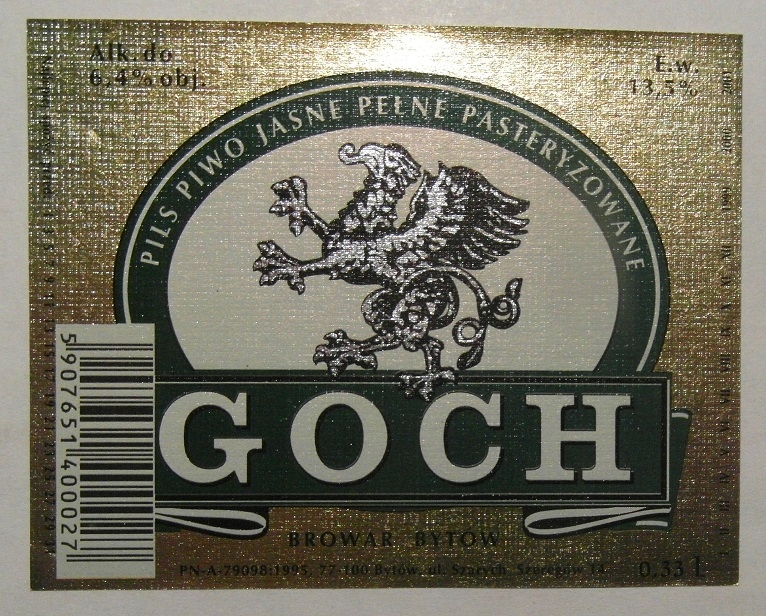 Alk. do
6,4% obj.
E.w.
13,5%
PILS PIWO JASNE PEŁNE PASTERYZOWANE
GOCH
5907651400027
BROWAR BYTÓW
PN-A-79098:1995, 77-100 Bytów, ul. Szarych Szeregów 14
0,33 L